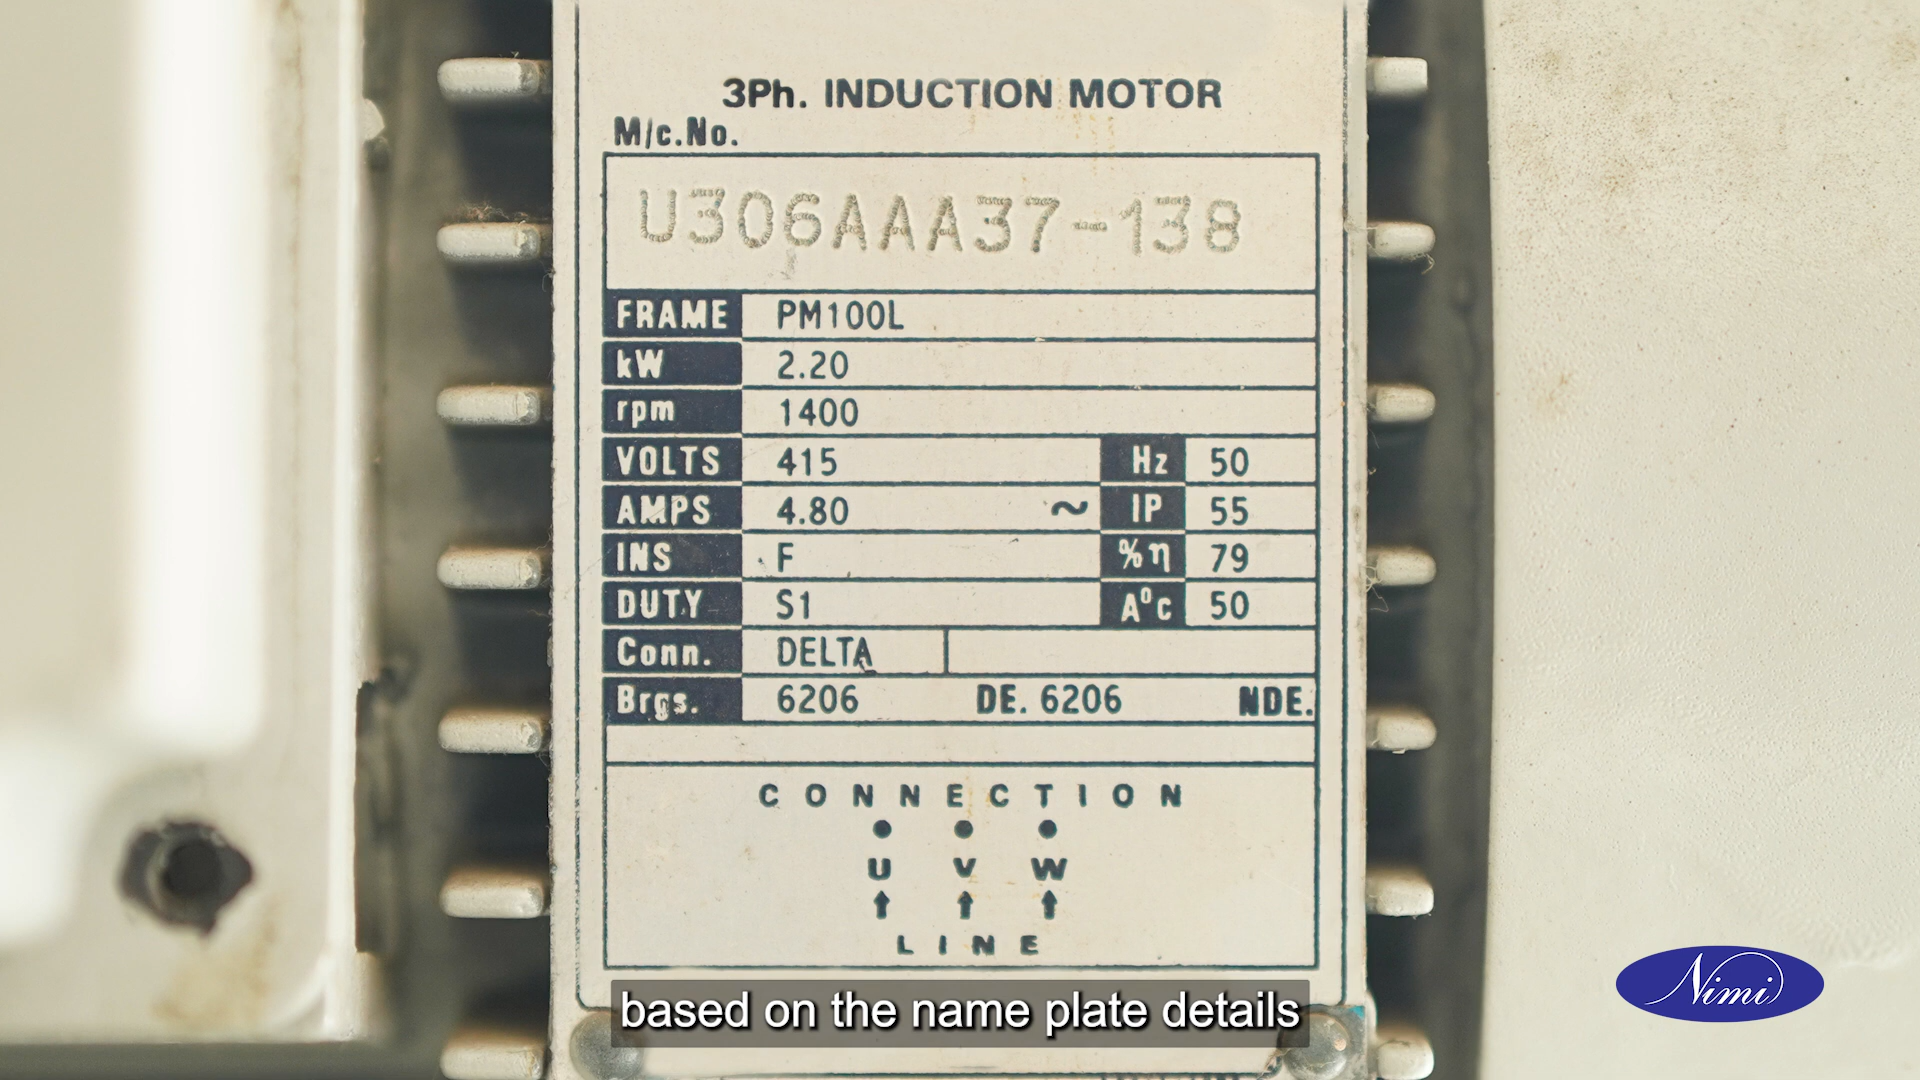 3Ph. INDUCTION MOTOR
M/c.No.
U306AAA37-138
FRAME PM100L
kW 2.20
rpm 1400
VOLTS 415 Hz 50
AMPS 4.80 ~ IP 55
INS F %η 79
DUTY S1 A°c 50
Conn. DELTA
Brgs. 6206 DE. 6206 NDE.
CONNECTION
U V W
LINE
based on the name plate details
Nimi